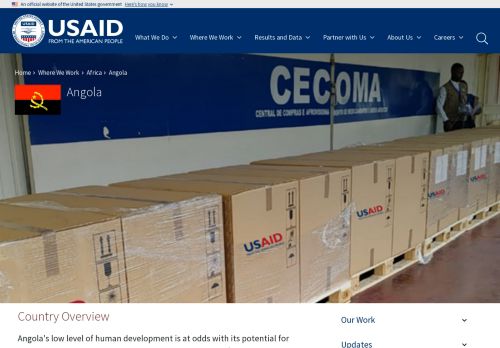 An official website of the United States government Here's how you know
USAID
FROM THE AMERICAN PEOPLE
What We Do
Where We Work
Results and Data
Partner with Us
About Us
Careers
Home › Where We Work › Africa › Angola
Angola
CECOMA
CENTRAL DE COMPRAS E APROVISIONAMENTO DE MEDICAMENTOS E MEIOS MÉDICOS
USAID
USAID
USAID
Country Overview
Angola's low level of human development is at odds with its potential for
Our Work
Updates